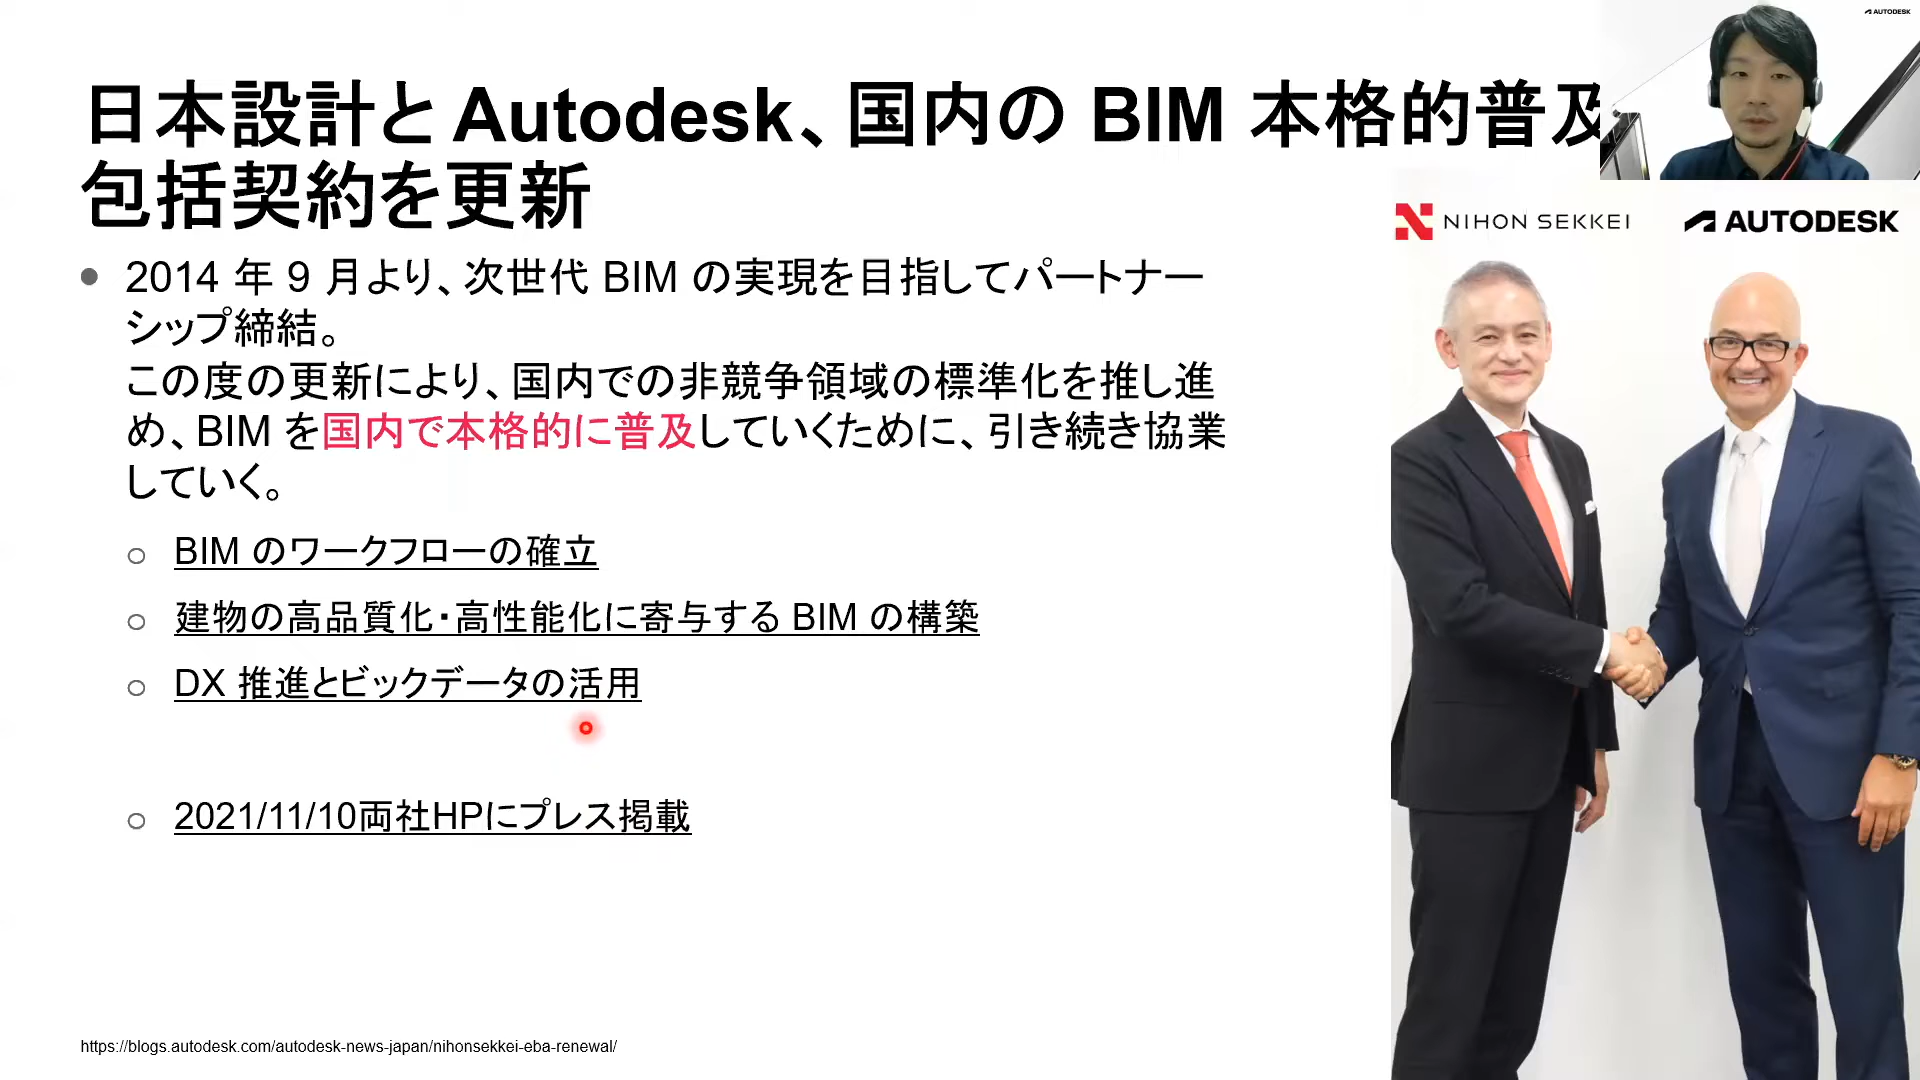 AUTODESK
日本設計と Autodesk、国内の BIM 本格的普及
包括契約を更新
NIHON SEKKEI
AUTODESK
2014 年 9 月より、次世代 BIM の実現を目指してパートナー
シップ締結。
この度の更新により、国内での非競争領域の標準化を推し進
め、BIM を国内で本格的に普及していくために、引き続き協業
していく。
BIM のワークフローの確立
建物の高品質化・高性能化に寄与する BIM の構築
DX 推進とビックデータの活用
2021/11/10両社HPにプレス掲載
https://blogs.autodesk.com/autodesk-news-japan/nihonsekkei-eba-renewal/